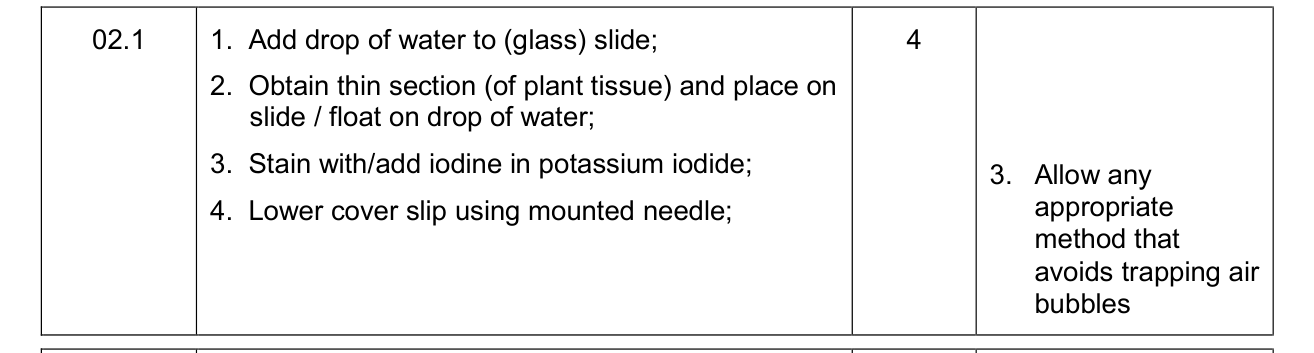 02.1
1. Add drop of water to (glass) slide;
2. Obtain thin section (of plant tissue) and place on
slide / float on drop of water;
3. Stain with/add iodine in potassium iodide;
4. Lower cover slip using mounted needle;
4
3. Allow any
appropriate
method that
avoids trapping air
bubbles